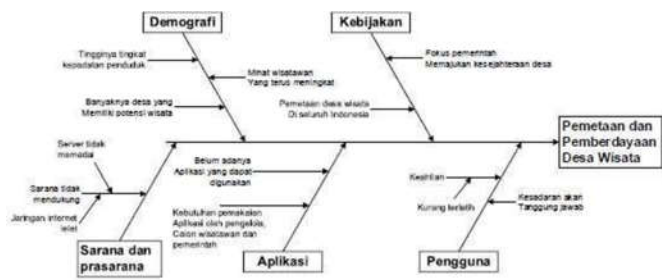 Demografi
Kebijakan
Tingginya tingkat
kepadatan penduduk
Fokus pemerintah
Memajukan kesejahteraan desa
Minat wisatawan
Yang terus meningkat
Banyaknya desa yang
Memiliki potensi wisata
Pemetaan desa wisata
Di seluruh Indonesia
Pemetaan dan
Pemberdayaan
Desa Wisata
Server tidak
memadai
Sarana tidak
mendukung
Jaringan internet
lelet
Belum adanya
Aplikasi yang dapat
digunakan
Kebutuhan pemakaian
Aplikasi oleh pengelola,
Calon wisatawan dan
pemerintah
Keahlian
Kurang terlatih
Kesadaran akan
Tanggung jawab
Sarana dan
prasarana
Aplikasi
Pengguna